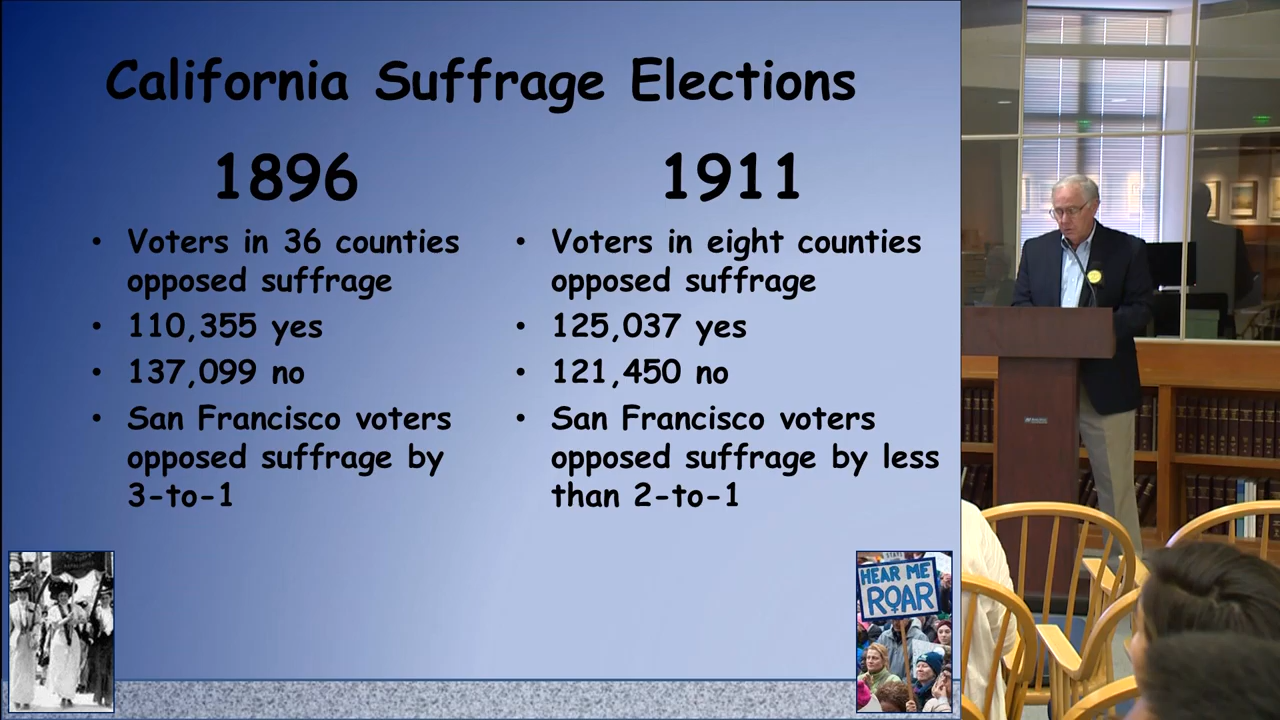 California Suffrage Elections
1896
Voters in 36 counties
opposed suffrage
110,355 yes
137,099 no
San Francisco voters
opposed suffrage by
3-to-1
1911
Voters in eight counties
opposed suffrage
125,037 yes
121,450 no
San Francisco voters
opposed suffrage by less
than 2-to-1
HEAR ME
ROAR